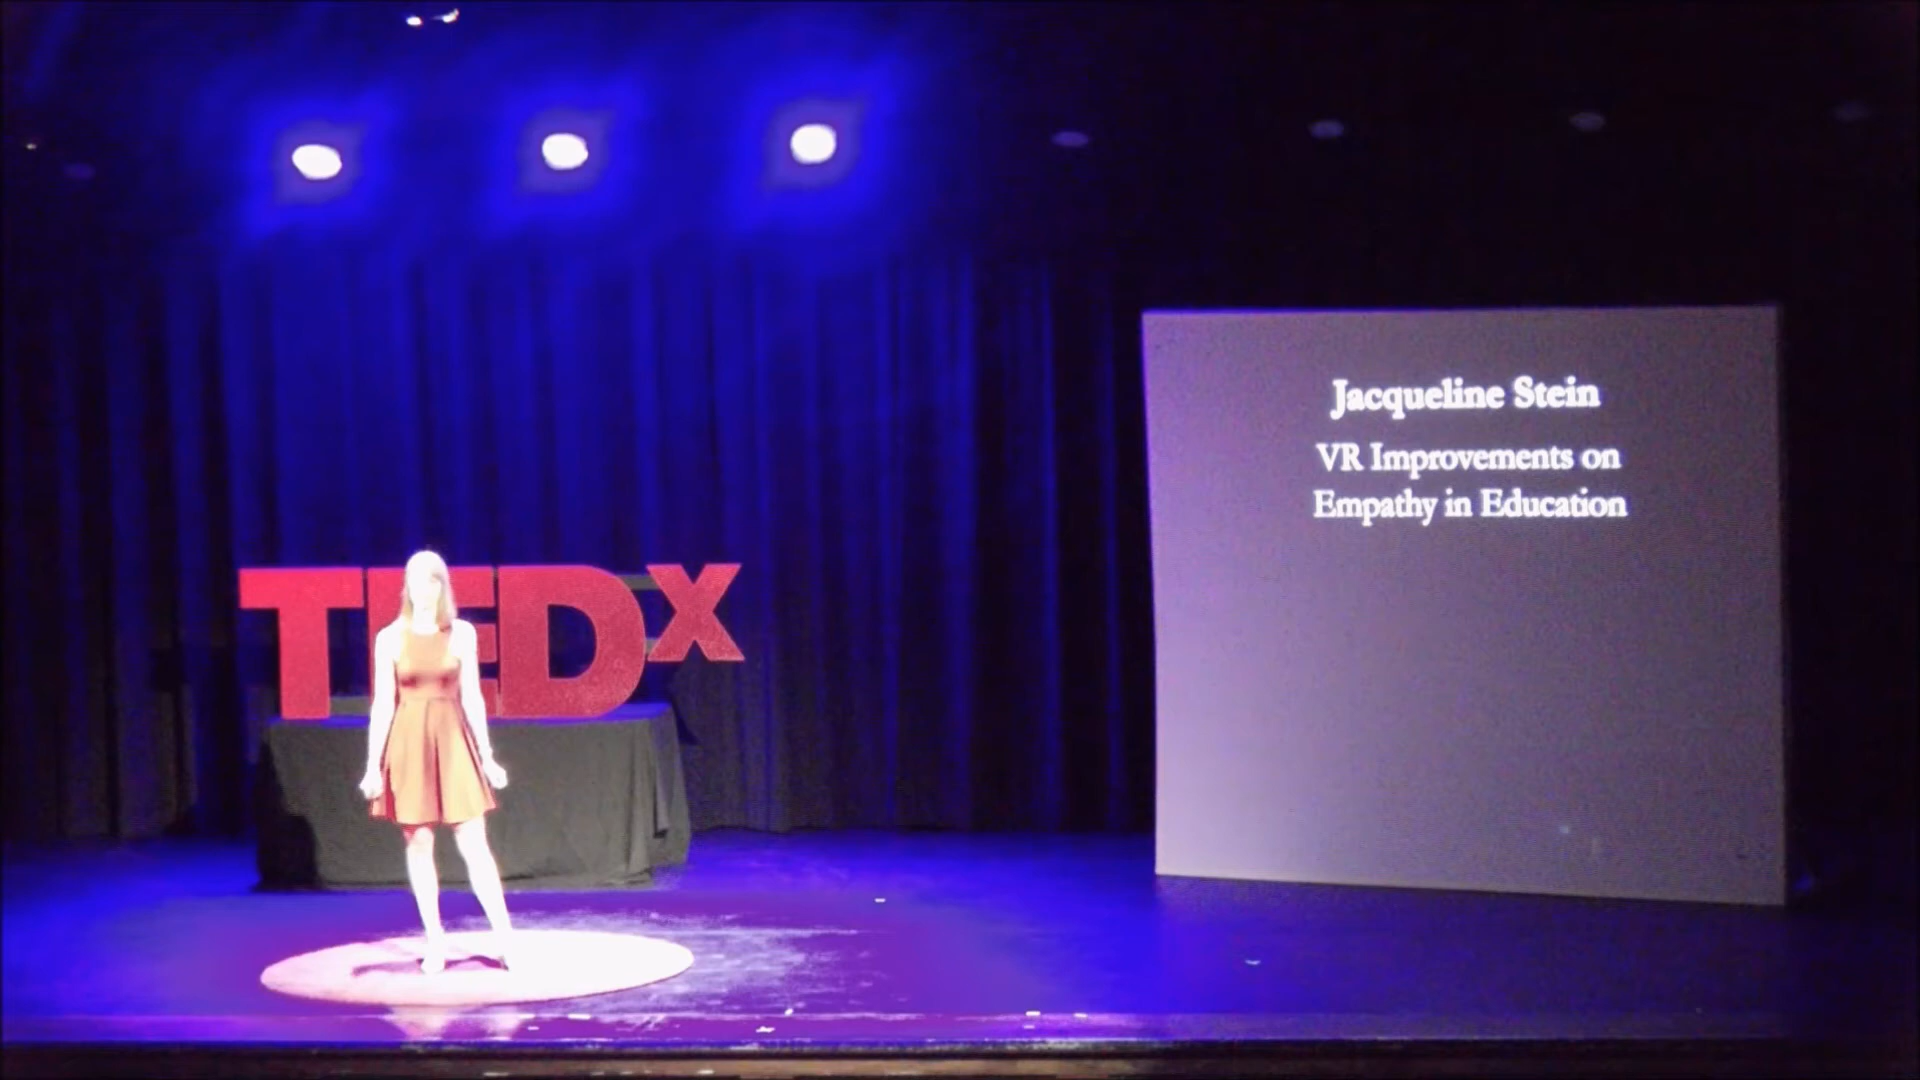 TEDx
Jacqueline Stein
VR Improvements on
Empathy in Education